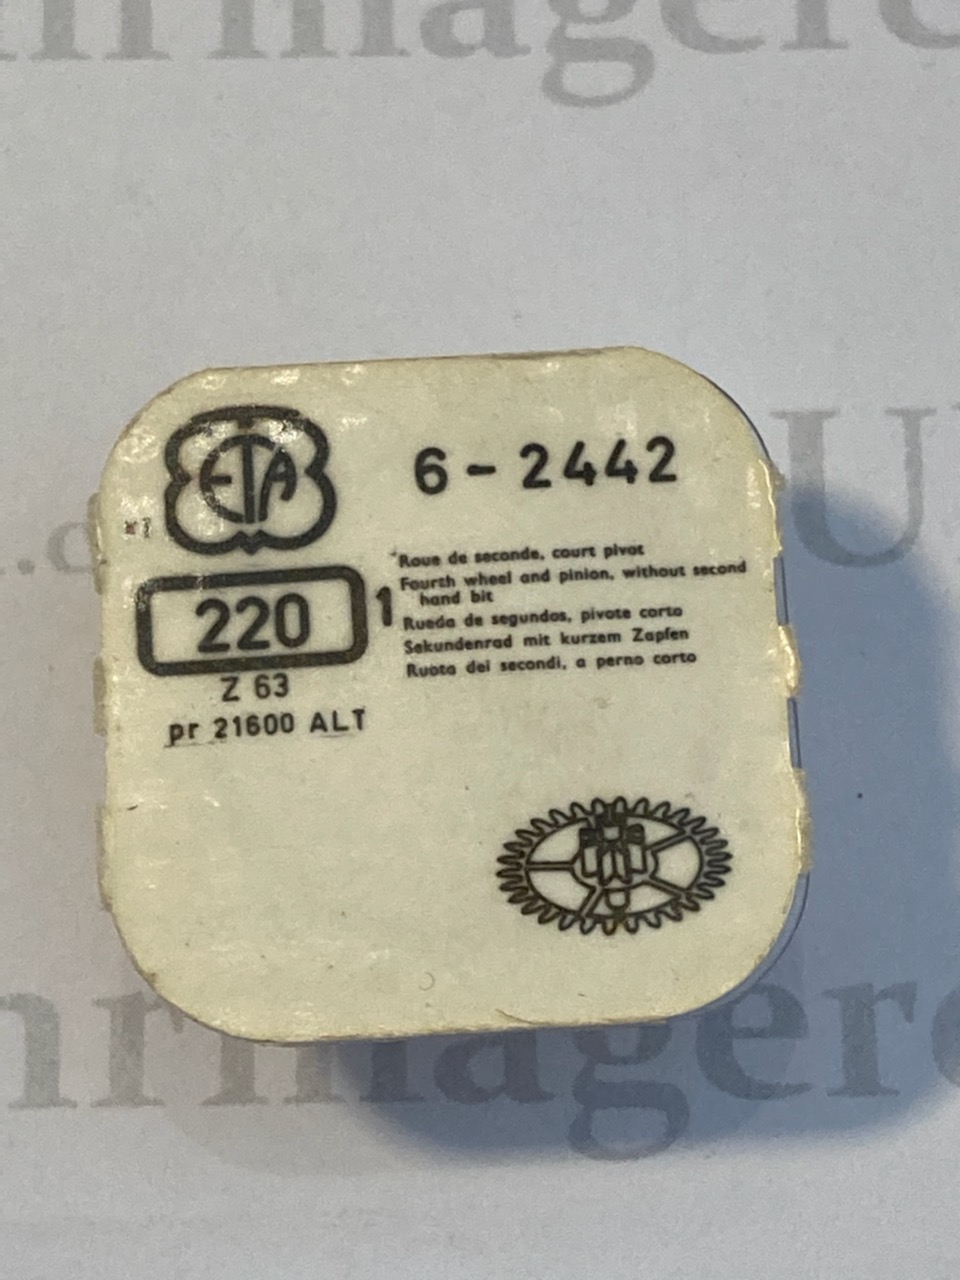 ETA
6-2442
Roue de seconde, court pivot
Fourth wheel and pinion, without second
hand bit
Rueda de segundos, pivote corto
Sekundenrad mit kurzem Zapfen
Ruota dei secondi, a perno corto
220
1
Z 63
pr 21600 ALT